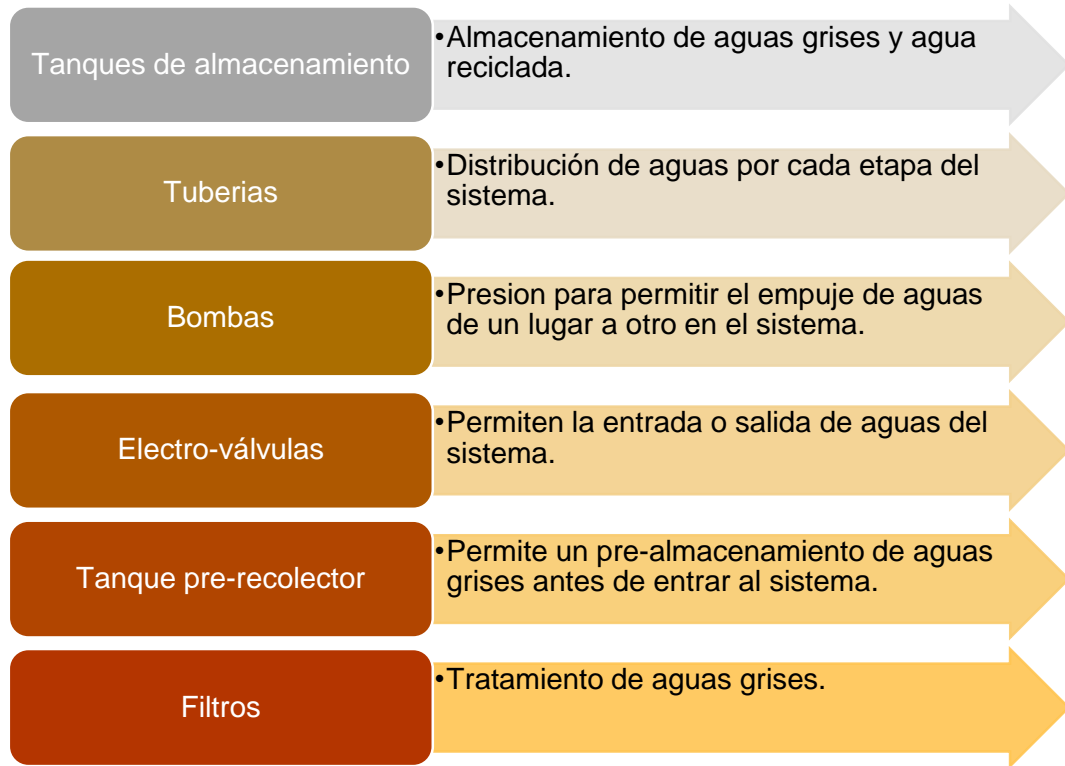 Tanques de almacenamiento
•Almacenamiento de aguas grises y agua
reciclada.
Tuberias
•Distribución de aguas por cada etapa del
sistema.
Bombas
•Presion para permitir el empuje de aguas
de un lugar a otro en el sistema.
Electro-válvulas
•Permiten la entrada o salida de aguas del
sistema.
Tanque pre-recolector
•Permite un pre-almacenamiento de aguas
grises antes de entrar al sistema.
Filtros
•Tratamiento de aguas grises.